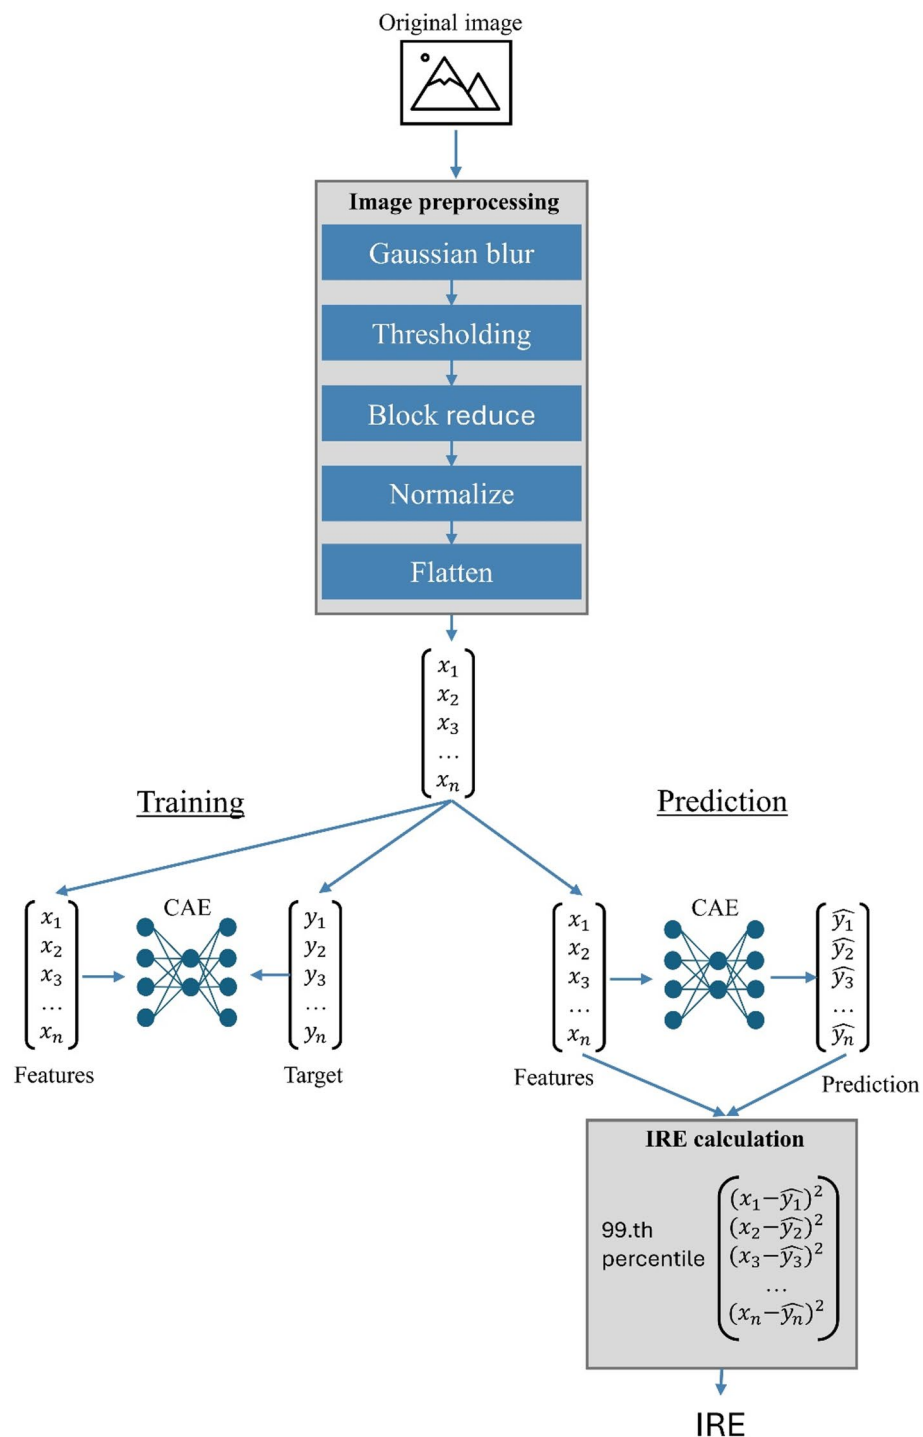 Original image
Image preprocessing
Gaussian blur
Thresholding
Block reduce
Normalize
Flatten
x₁
x₂
x₃
...
xₙ
Training
Prediction
x₁
x₂
x₃
...
xₙ
Features
CAE
y₁
y₂
y₃
...
yₙ
Target
x₁
x₂
x₃
...
xₙ
Features
CAE
ŷ₁
ŷ₂
ŷ₃
...
ŷₙ
Prediction
IRE calculation
99.th
percentile
(x₁−ŷ₁)²
(x₂−ŷ₂)²
(x₃−ŷ₃)²
...
(xₙ−ŷₙ)²
IRE